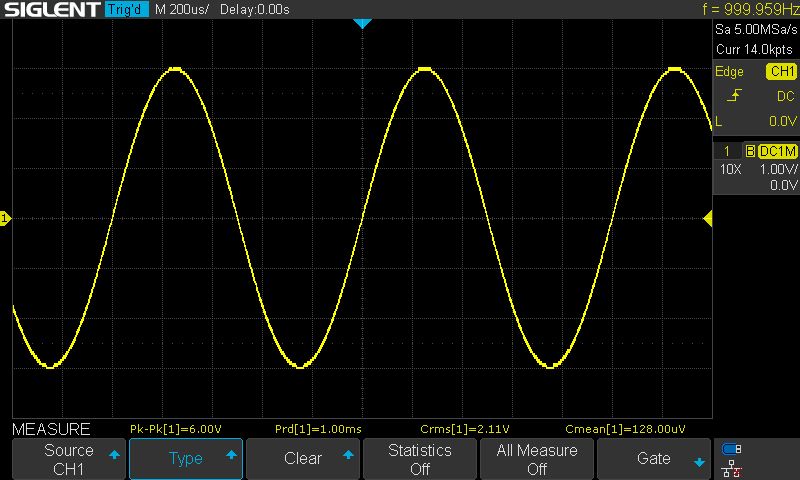 SIGLENT Trig'd M 200us/ Delay:0.00s f = 999.959Hz
Sa 5.00MSa/s
Curr 14.0kpts
Edge CH1
DC
L 0.0V
1 B DC1M
10X 1.00V/
0.0V
1
MEASURE Pk-Pk[1]=6.00V Prd[1]=1.00ms Crms[1]=2.11V Cmean[1]=128.00uV
Source
CH1
Type
Clear
Statistics
Off
All Measure
Off
Gate